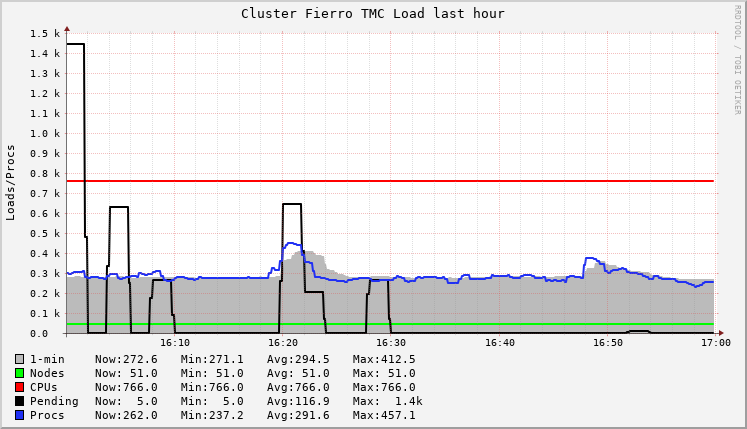 Cluster Fierro TMC Load last hour
RRDTOOL / TOBI OETIKER
Loads/Procs
1.5 k
1.4 k
1.3 k
1.2 k
1.1 k
1.0 k
0.9 k
0.8 k
0.7 k
0.6 k
0.5 k
0.4 k
0.3 k
0.2 k
0.1 k
0.0
16:10 16:20 16:30 16:40 16:50 17:00
1-min Now:272.6 Min:271.1 Avg:294.5 Max:412.5
Nodes Now: 51.0 Min: 51.0 Avg: 51.0 Max: 51.0
CPUs Now:766.0 Min:766.0 Avg:766.0 Max:766.0
Pending Now: 5.0 Min: 5.0 Avg:116.9 Max: 1.4k
Procs Now:262.0 Min:237.2 Avg:291.6 Max:457.1